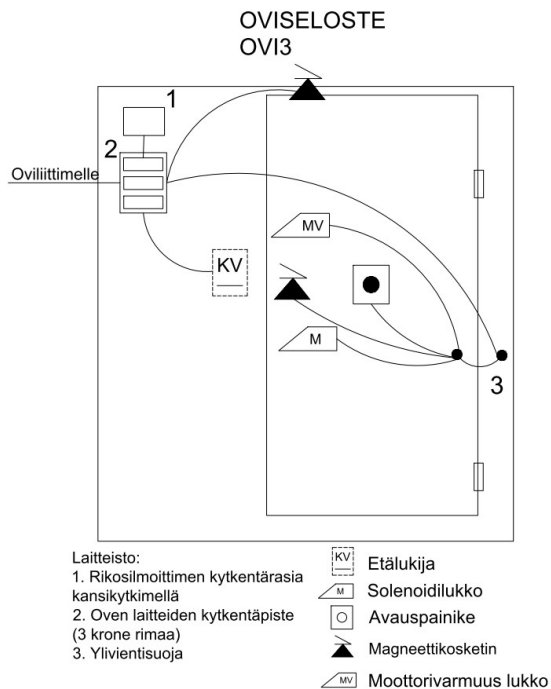 OVISELOSTE
OVI3
1
2
Oviliittimelle
MV
KV
M
3
Laitteisto:
1. Rikosilmoittimen kytkentärasia
kansikytkimellä
2. Oven laitteiden kytkentäpiste
(3 krone rimaa)
3. Ylivientisuoja
KV
Etälukija
M
Solenoidilukko
Avauspainike
Magneettikosketin
MV
Moottorivarmuus lukko